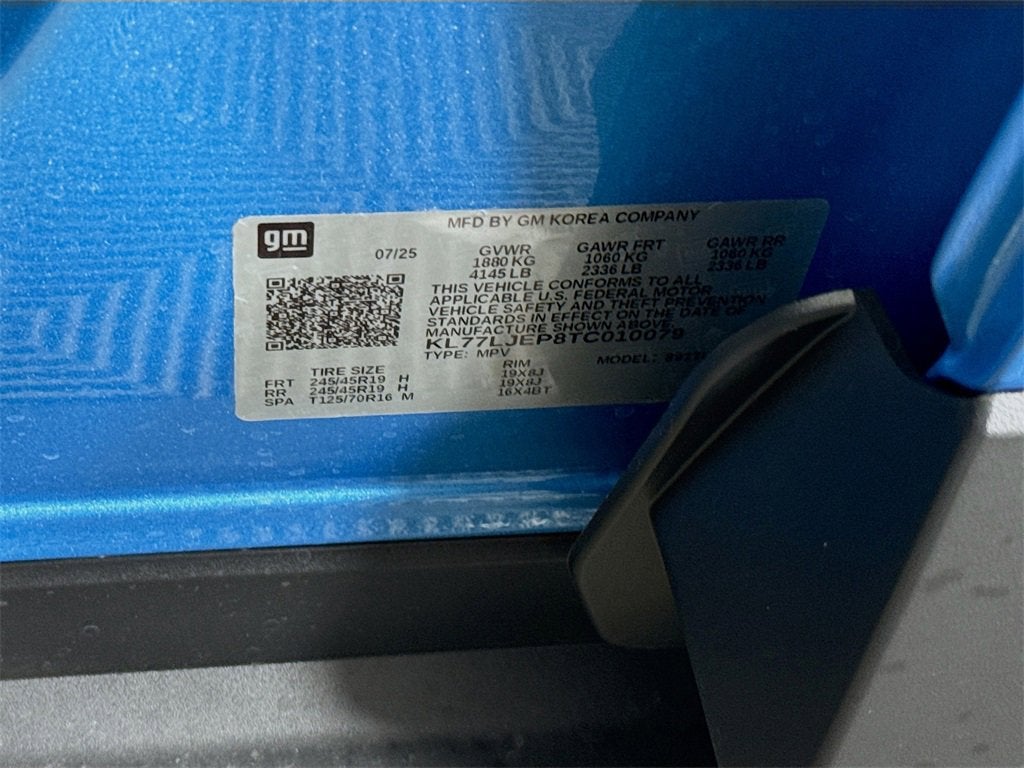 gm
MFD BY GM KOREA COMPANY
07/25
GVWR GAWR FRT GAWR RR
1880 KG 1060 KG 1060 KG
4145 LB 2336 LB 2336 LB
THIS VEHICLE CONFORMS TO ALL
APPLICABLE U.S. FEDERAL MOTOR
VEHICLE SAFETY AND THEFT PREVENTION
STANDARDS IN EFFECT ON THE DATE OF
MANUFACTURE SHOWN ABOVE.
KL77LJEP8TC010079
TYPE: MPV MODEL:
TIRE SIZE RIM
FRT 245/45R19 H 19X8J
RR 245/45R19 H 19X8J
SPA T125/70R16 M 16X4BT